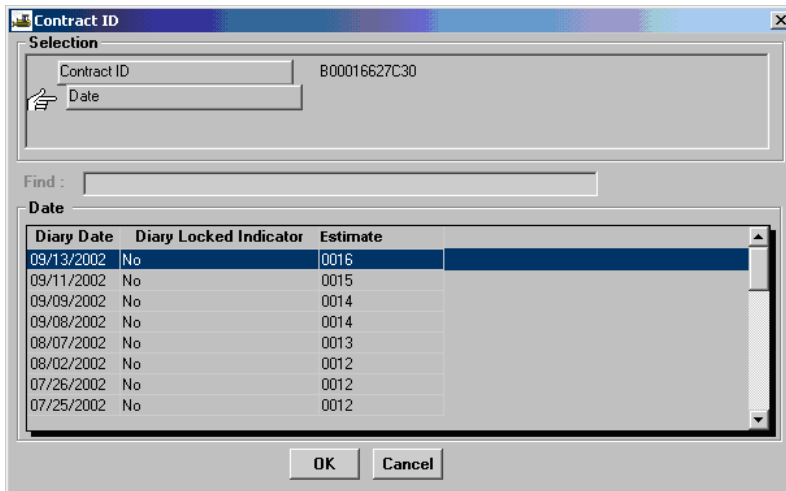 Contract ID
Selection
Contract ID B00016627C30
Date
Find :
Date
Diary Date Diary Locked Indicator Estimate
09/13/2002 No 0016
09/11/2002 No 0015
09/09/2002 No 0014
09/08/2002 No 0014
08/07/2002 No 0013
08/02/2002 No 0012
07/26/2002 No 0012
07/25/2002 No 0012
OK Cancel